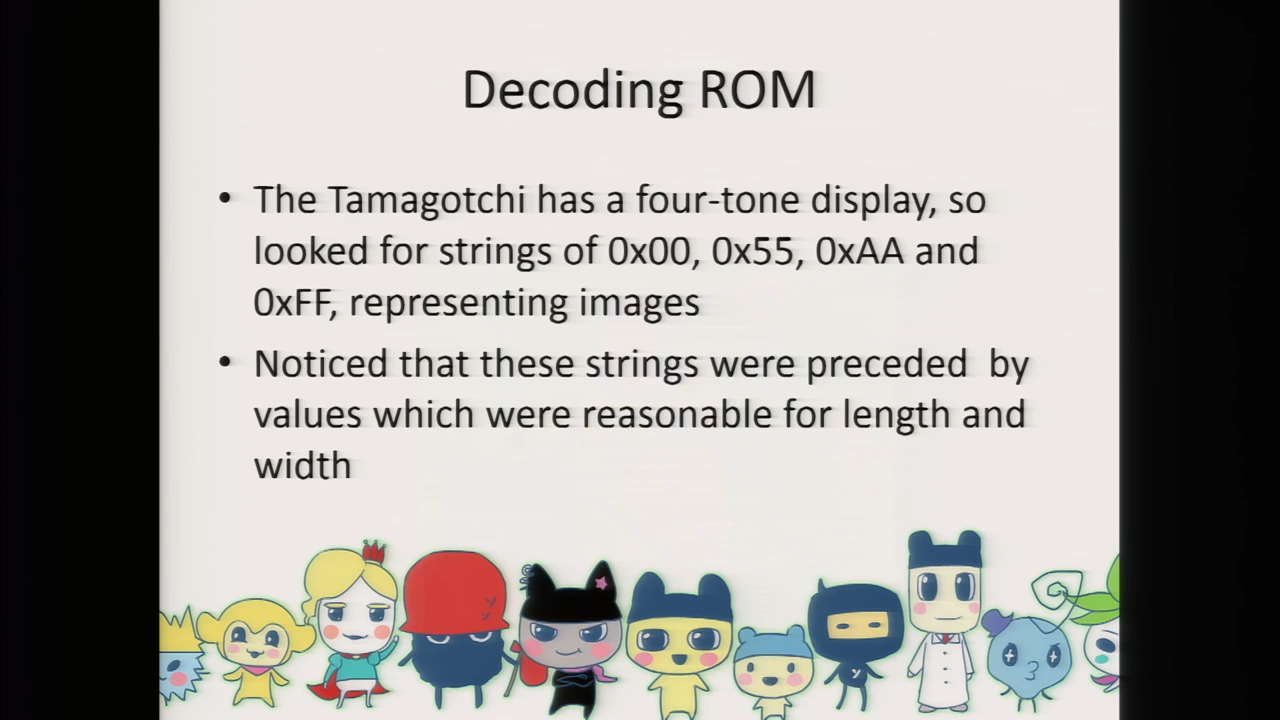 Decoding ROM
• The Tamagotchi has a four-tone display, so
looked for strings of 0x00, 0x55, 0xAA and
0xFF, representing images
• Noticed that these strings were preceded by
values which were reasonable for length and
width